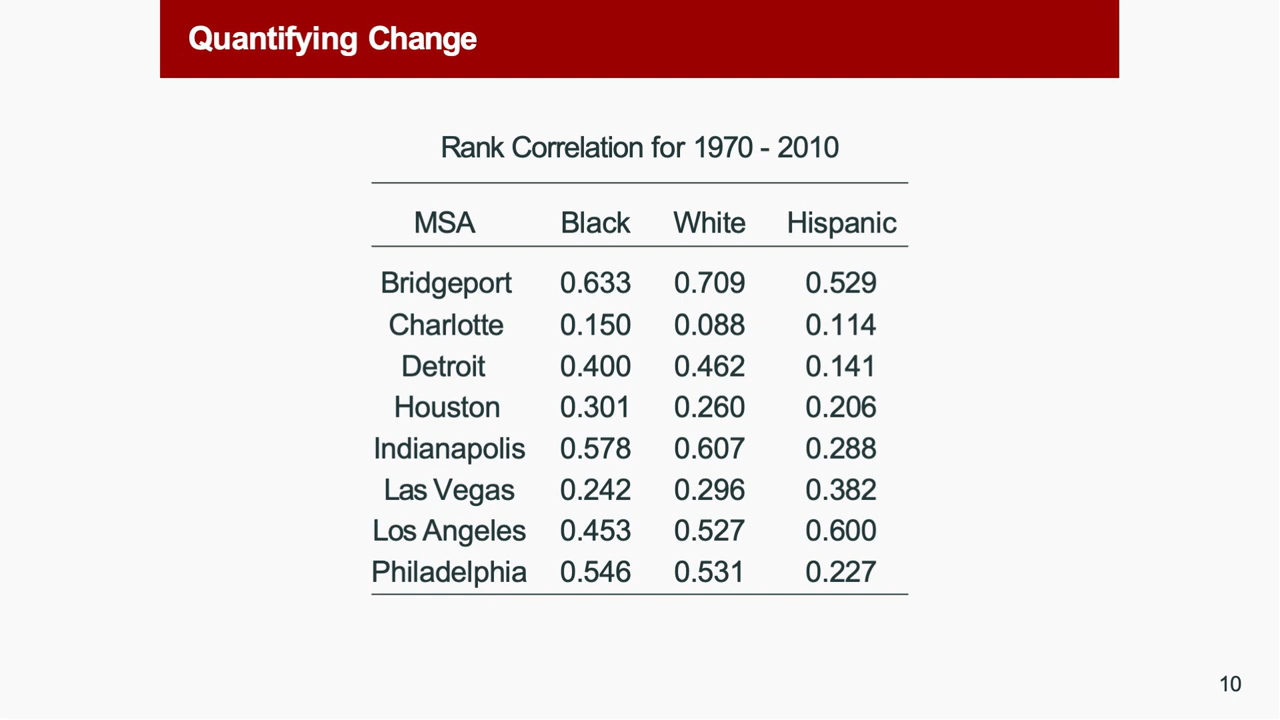 Quantifying Change
Rank Correlation for 1970 - 2010
MSA Black White Hispanic
Bridgeport 0.633 0.709 0.529
Charlotte 0.150 0.088 0.114
Detroit 0.400 0.462 0.141
Houston 0.301 0.260 0.206
Indianapolis 0.578 0.607 0.288
Las Vegas 0.242 0.296 0.382
Los Angeles 0.453 0.527 0.600
Philadelphia 0.546 0.531 0.227
10